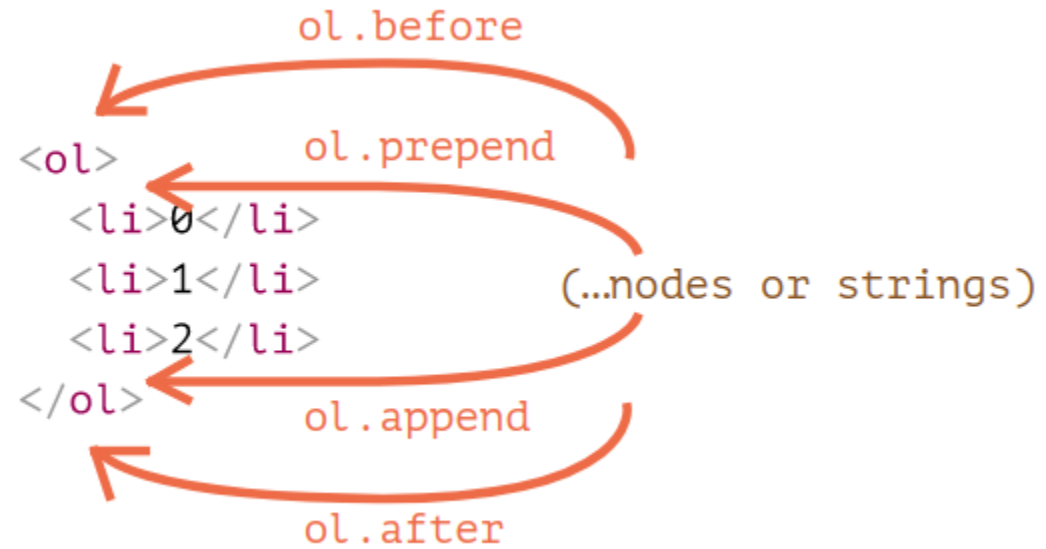 ol.before
<ol>
ol.prepend
<li>0</li>
<li>1</li>
(…nodes or strings)
<li>2</li>
</ol>
ol.append
ol.after